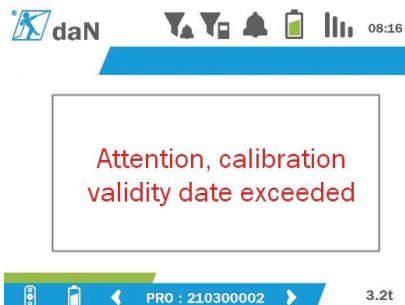 daN
08:16
Attention, calibration
validity date exceeded
PRO : 210300002
3.2t